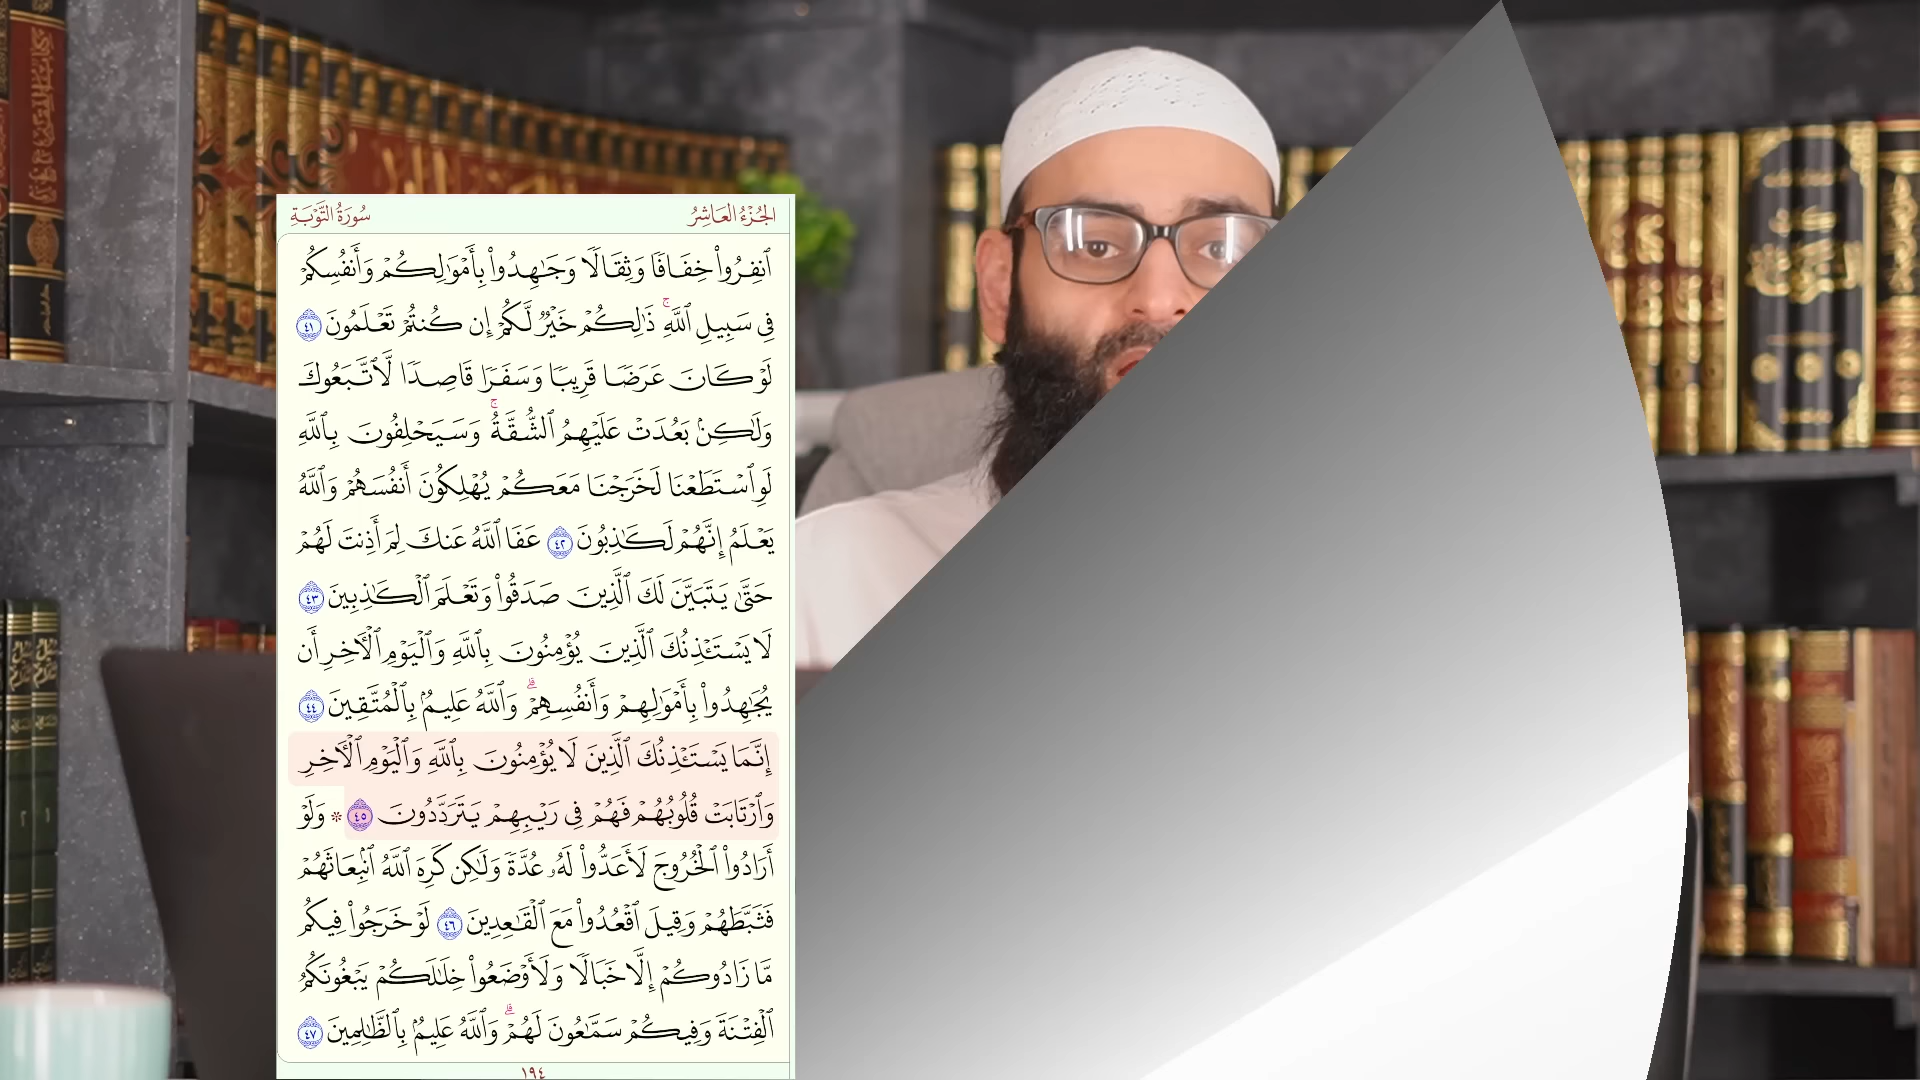 الجُزْءُ العَاشِرُ
سُورَةُ التَّوْبَةِ
ٱنفِرُوا۟ خِفَافًا وَثِقَالًا وَجَـٰهِدُوا۟ بِأَمْوَٰلِكُمْ وَأَنفُسِكُمْ
فِى سَبِيلِ ٱللَّهِ ۚ ذَٰلِكُمْ خَيْرٌ لَّكُمْ إِن كُنتُمْ تَعْلَمُونَ ٤١
لَوْ كَانَ عَرَضًا قَرِيبًا وَسَفَرًا قَاصِدًا لَّٱتَّبَعُوكَ
وَلَـٰكِنۢ بَعُدَتْ عَلَيْهِمُ ٱلشُّقَّةُ ۚ وَسَيَحْلِفُونَ بِٱللَّهِ
لَوِ ٱسْتَطَعْنَا لَخَرَجْنَا مَعَكُمْ يُهْلِكُونَ أَنفُسَهُمْ وَٱللَّهُ
يَعْلَمُ إِنَّهُمْ لَكَـٰذِبُونَ ٤٢ عَفَا ٱللَّهُ عَنكَ لِمَ أَذِنتَ لَهُمْ
حَتَّىٰ يَتَبَيَّنَ لَكَ ٱلَّذِينَ صَدَقُوا۟ وَتَعْلَمَ ٱلْكَـٰذِبِينَ ٤٣
لَا يَسْتَـْٔذِنُكَ ٱلَّذِينَ يُؤْمِنُونَ بِٱللَّهِ وَٱلْيَوْمِ ٱلْـَٔاخِرِ أَن
يُجَـٰهِدُوا۟ بِأَمْوَٰلِهِمْ وَأَنفُسِهِمْ ۗ وَٱللَّهُ عَلِيمٌۢ بِٱلْمُتَّقِينَ ٤٤
إِنَّمَا يَسْتَـْٔذِنُكَ ٱلَّذِينَ لَا يُؤْمِنُونَ بِٱللَّهِ وَٱلْيَوْمِ ٱلْـَٔاخِرِ
وَٱرْتَابَتْ قُلُوبُهُمْ فَهُمْ فِى رَيْبِهِمْ يَتَرَدَّدُونَ ٤٥ * وَلَوْ
أَرَادُوا۟ ٱلْخُرُوجَ لَأَعَدُّوا۟ لَهُۥ عُدَّةً وَلَـٰكِن كَرِهَ ٱللَّهُ ٱنۢبِعَاثَهُمْ
فَثَبَّطَهُمْ وَقِيلَ ٱقْعُدُوا۟ مَعَ ٱلْقَـٰعِدِينَ ٤٦ لَوْ خَرَجُوا۟ فِيكُم
مَّا زَادُوكُمْ إِلَّا خَبَالًا وَلَأَوْضَعُوا۟ خِلَـٰلَكُمْ يَبْغُونَكُمُ
ٱلْفِتْنَةَ وَفِيكُمْ سَمَّـٰعُونَ لَهُمْ ۗ وَٱللَّهُ عَلِيمٌۢ بِٱلظَّـٰلِمِينَ ٤٧
١٩٤